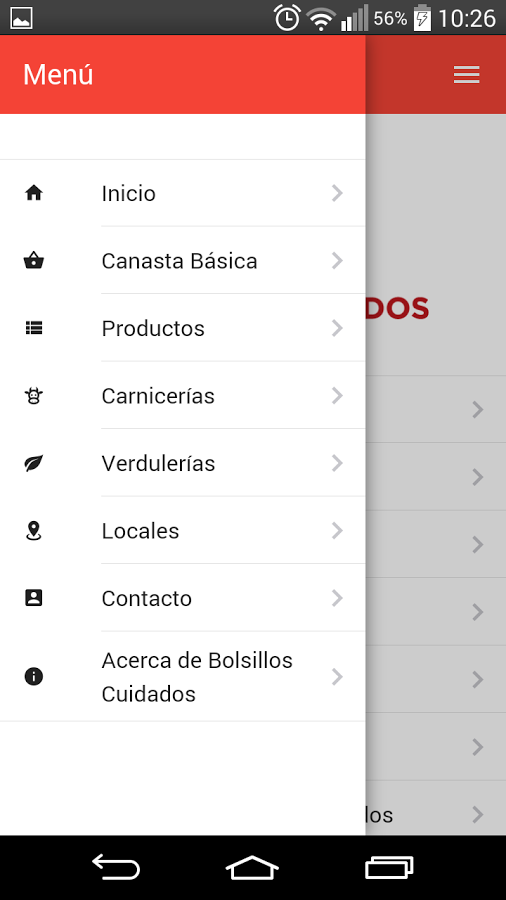 56% 10:26
Menú
Inicio
Canasta Básica
DOS
Productos
Carnicerías
Verdulerías
Locales
Contacto
Acerca de Bolsillos
Cuidados
los